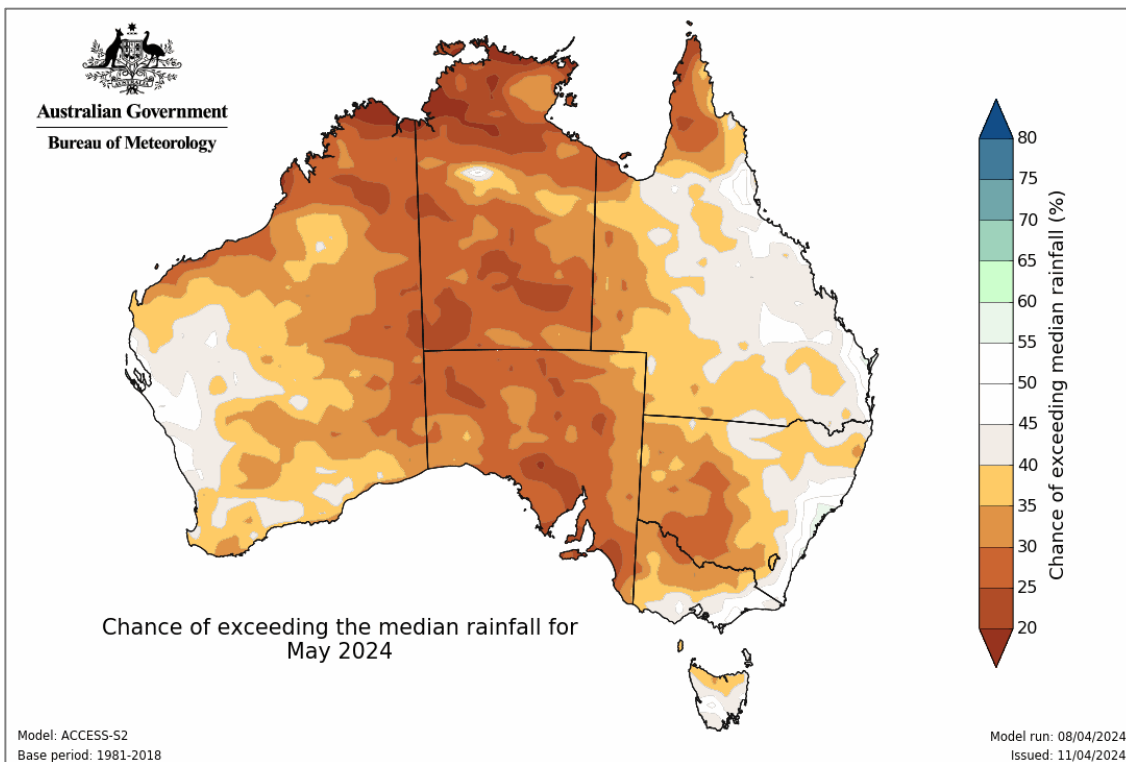 Australian Government
Bureau of Meteorology
80
75
70
65
60
55
50
45
40
35
30
25
20
Chance of exceeding median rainfall (%)
Chance of exceeding the median rainfall for
May 2024
Model: ACCESS-S2
Base period: 1981-2018
Model run: 08/04/2024
Issued: 11/04/2024